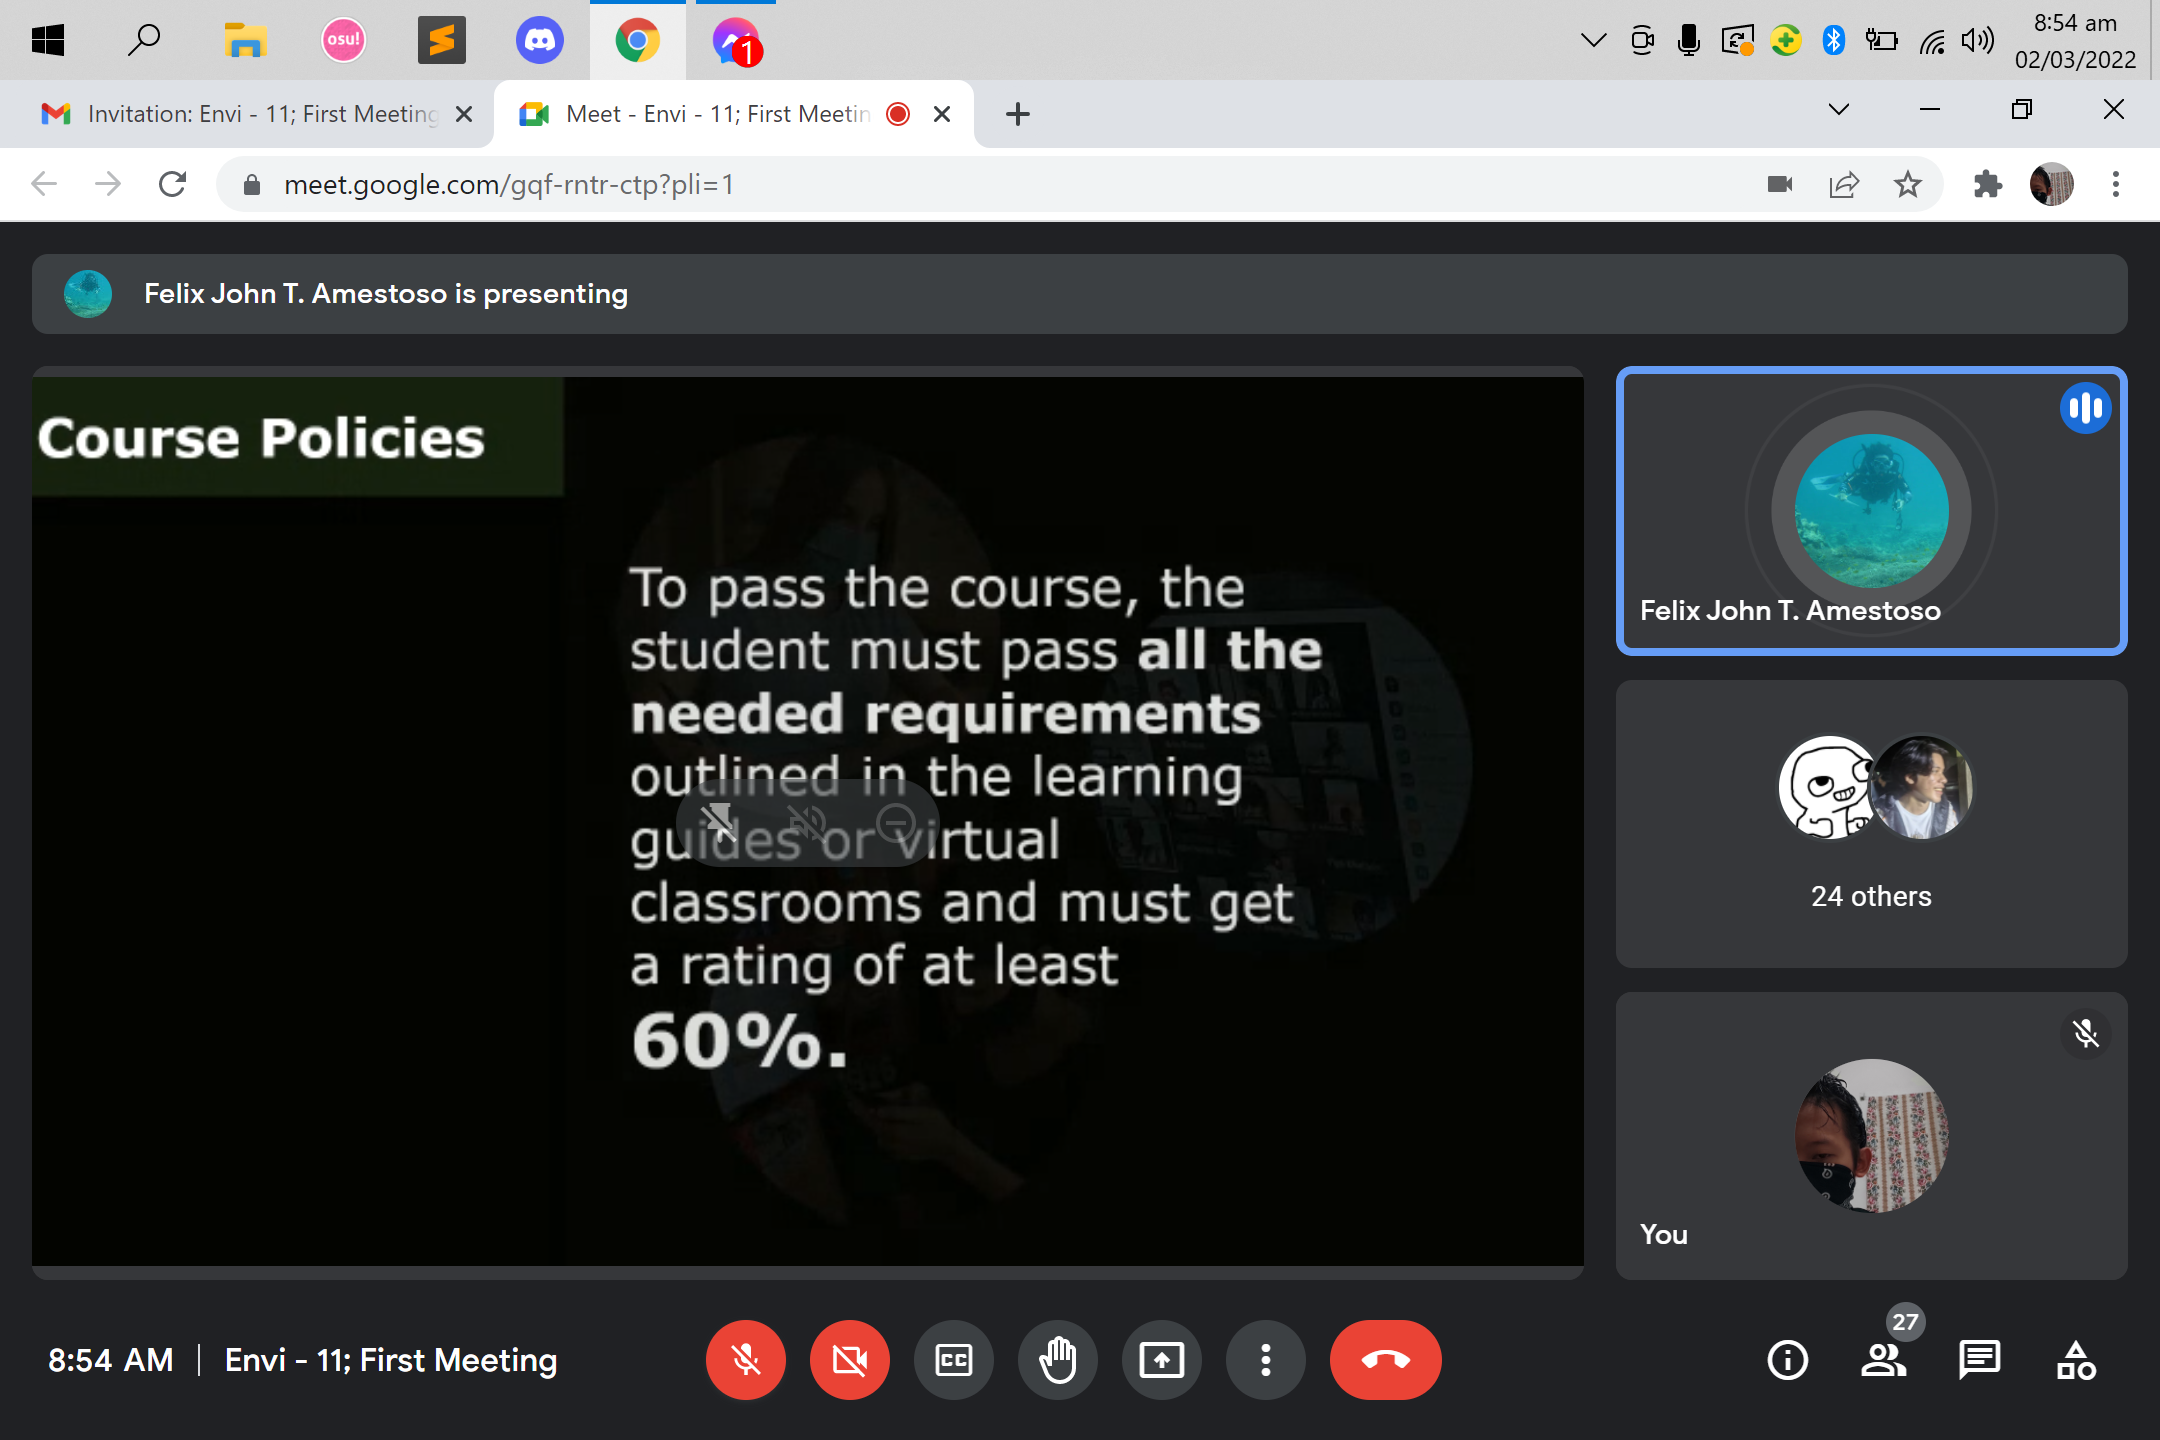 osu!
1
8:54 am
02/03/2022
Invitation: Envi - 11; First Meeting
Meet - Envi - 11; First Meetin
meet.google.com/gqf-rntr-ctp?pli=1
Felix John T. Amestoso is presenting
Course Policies
To pass the course, the
student must pass all the
needed requirements
outlined in the learning
guides or virtual
classrooms and must get
a rating of at least
60%.
Felix John T. Amestoso
24 others
You
8:54 AM | Envi - 11; First Meeting
CC
27